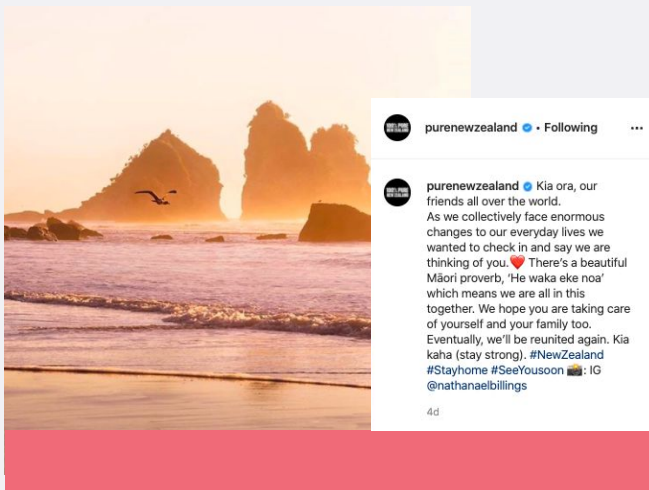 purenewzealand • Following
purenewzealand Kia ora, our
friends all over the world.
As we collectively face enormous
changes to our everyday lives we
wanted to check in and say we are
thinking of you.❤️ There's a beautiful
Māori proverb, 'He waka eke noa'
which means we are all in this
together. We hope you are taking care
of yourself and your family too.
Eventually, we'll be reunited again. Kia
kaha (stay strong). #NewZealand
#Stayhome #SeeYousoon 📸: IG
@nathanaelbillings
4d